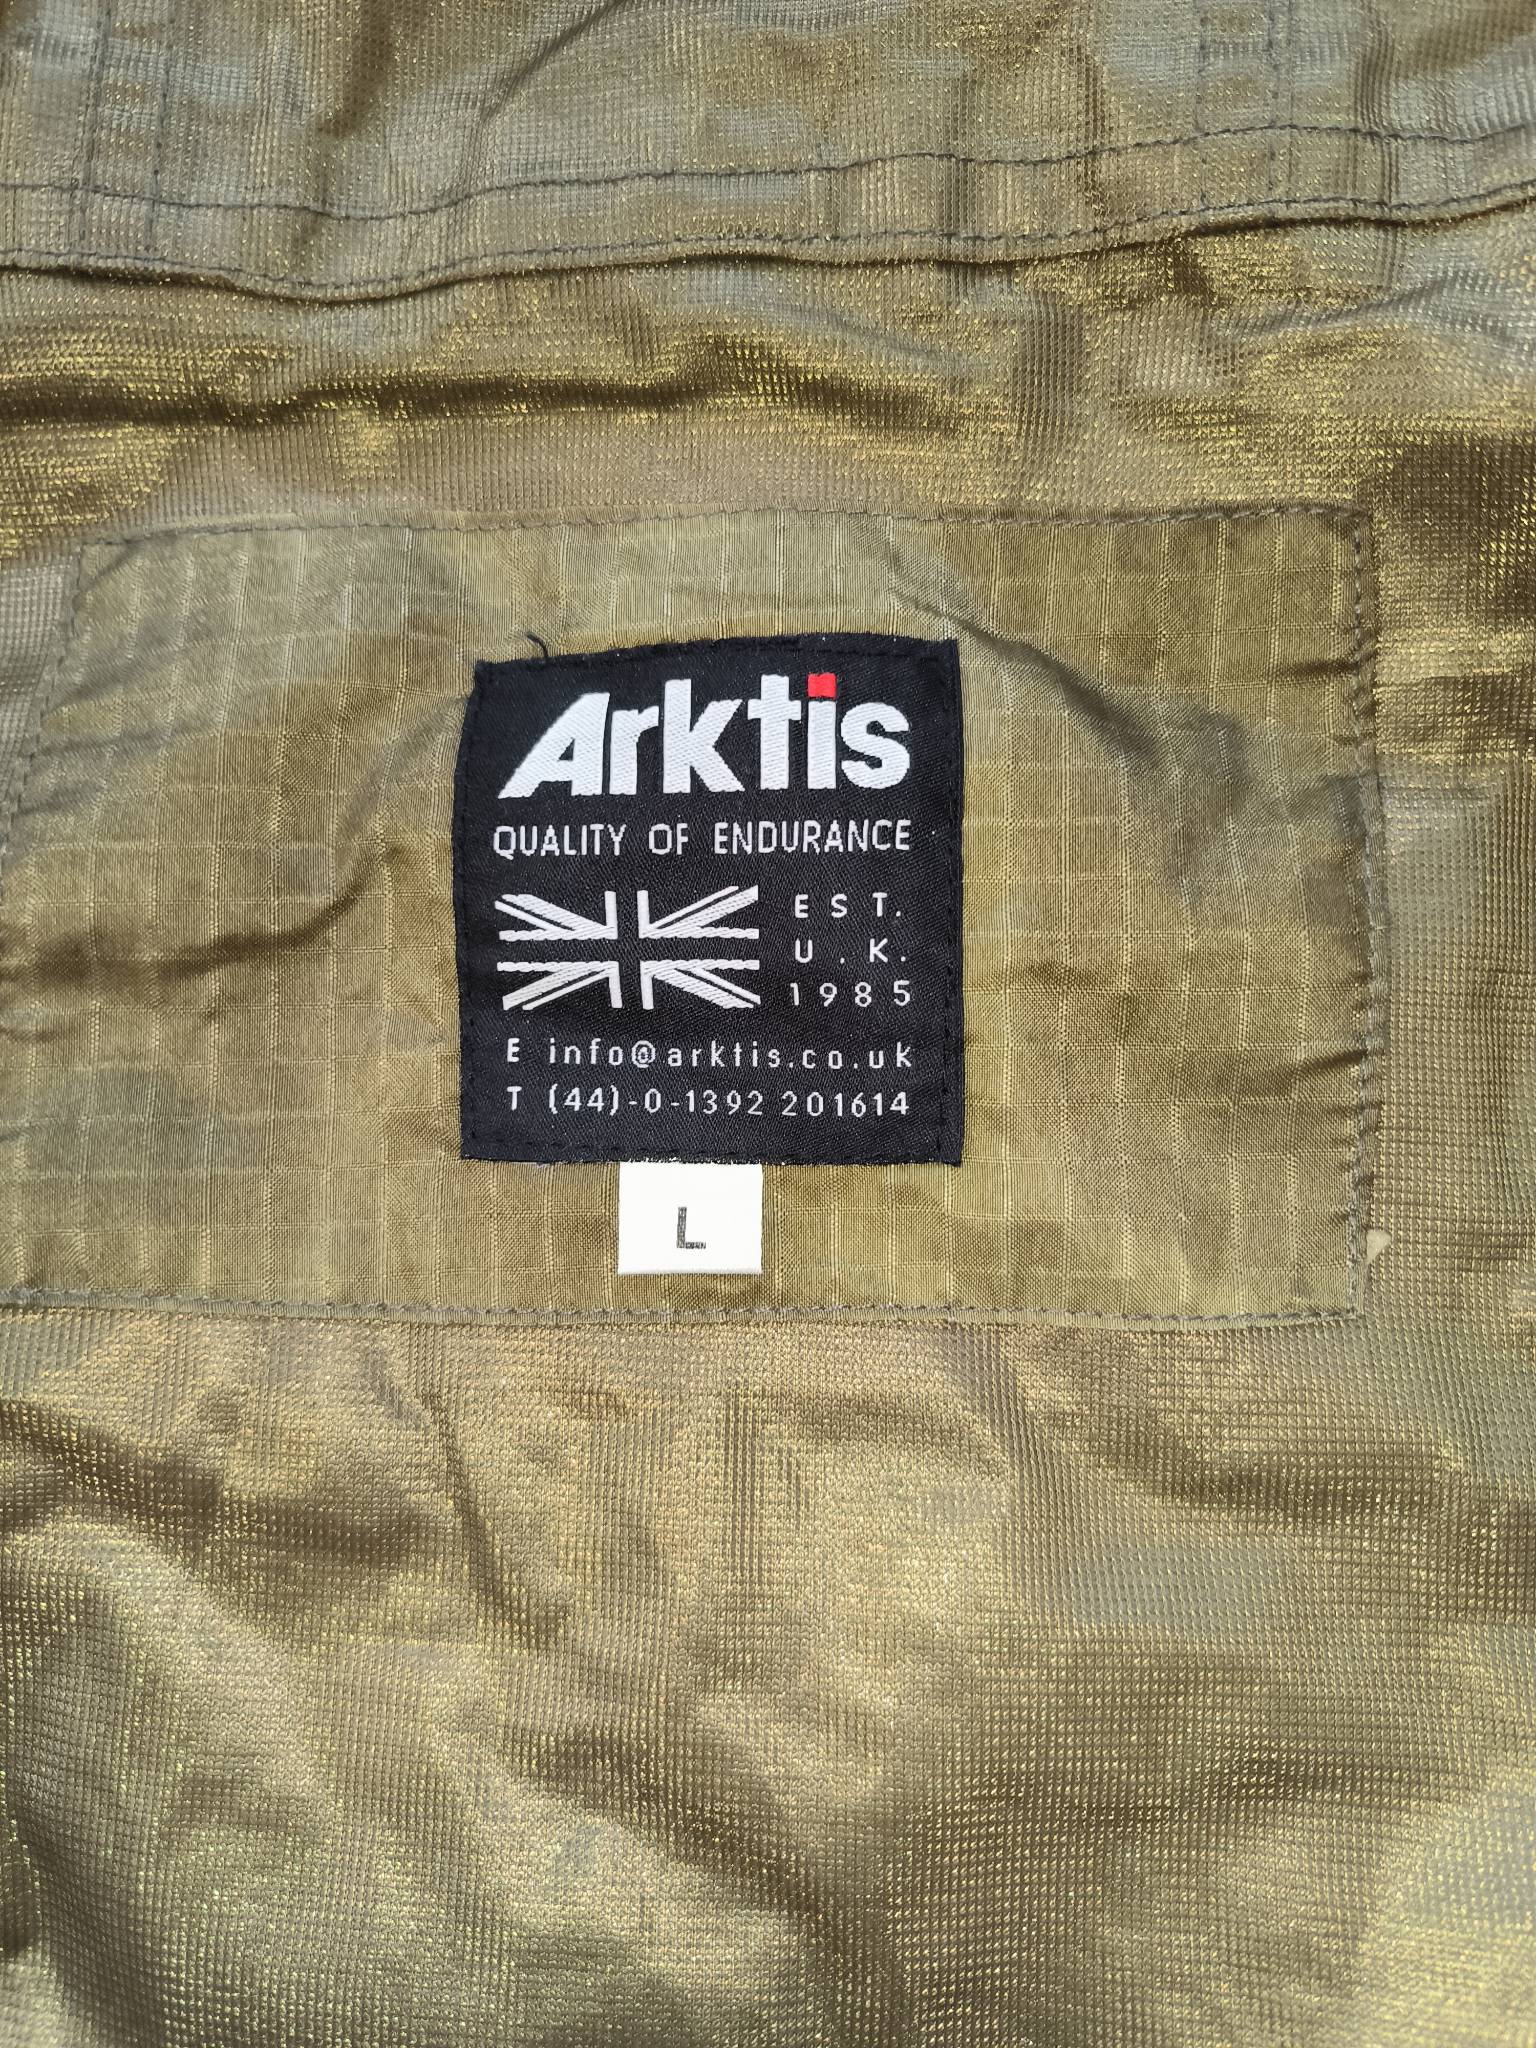 Arktis
QUALITY OF ENDURANCE
EST.
U.K.
1985
E info@arktis.co.uk
T (44)-0-1392 201614
L